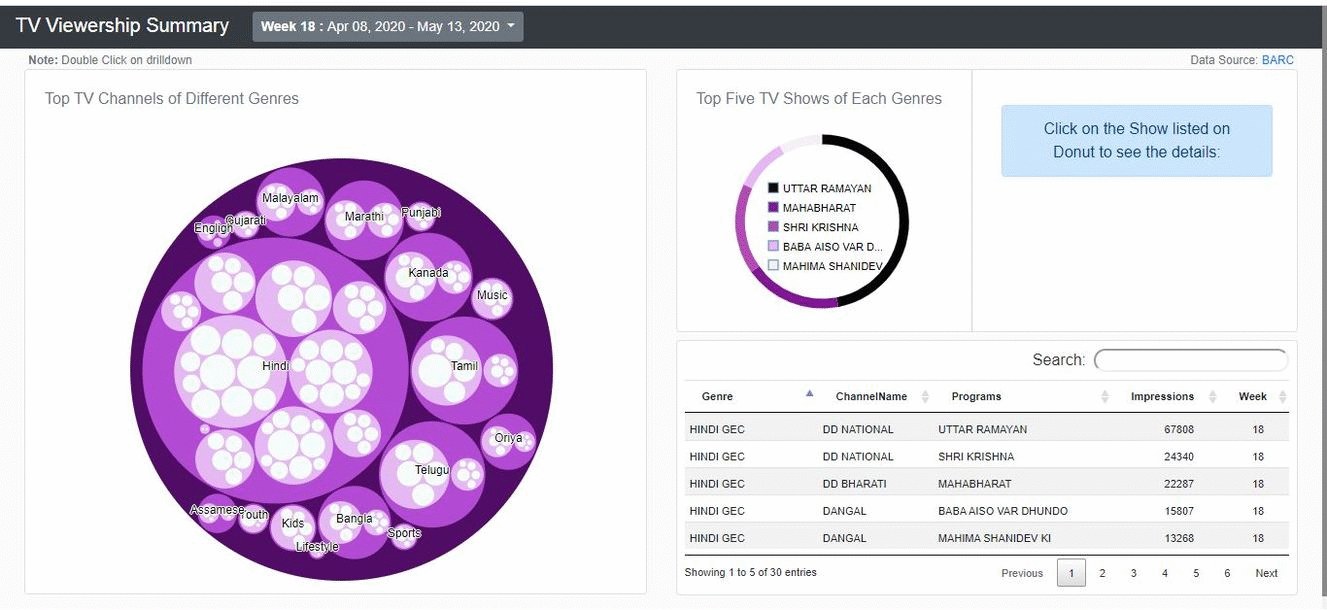 TV Viewership Summary
Week 18 : Apr 08, 2020 - May 13, 2020
Note: Double Click on drilldown
Data Source: BARC
Top TV Channels of Different Genres
Malayalam
Marathi
Punjabi
Gujarati
English
Kanada
Music
Hindi
Tamil
Oriya
Telugu
Assamese
Youth
Kids
Bangla
Sports
Lifestyle
Top Five TV Shows of Each Genres
UTTAR RAMAYAN
MAHABHARAT
SHRI KRISHNA
BABA AISO VAR D...
MAHIMA SHANIDEV
Click on the Show listed on
Donut to see the details:
Search:
Genre ChannelName Programs Impressions Week
HINDI GEC DD NATIONAL UTTAR RAMAYAN 67808 18
HINDI GEC DD NATIONAL SHRI KRISHNA 24340 18
HINDI GEC DD BHARATI MAHABHARAT 22287 18
HINDI GEC DANGAL BABA AISO VAR DHUNDO 15807 18
HINDI GEC DANGAL MAHIMA SHANIDEV KI 13268 18
Showing 1 to 5 of 30 entries
Previous 1 2 3 4 5 6 Next